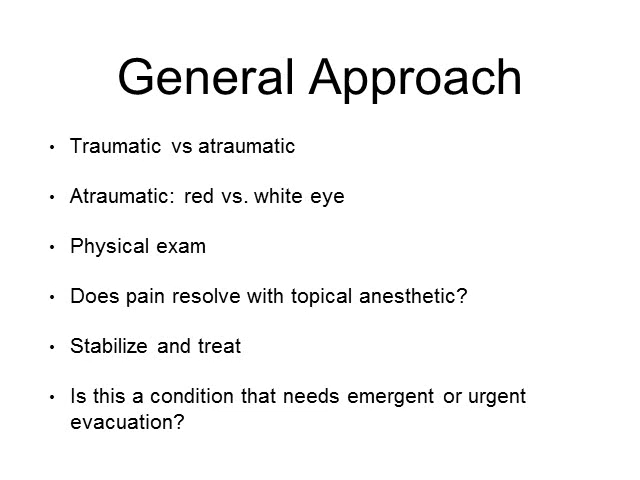 General Approach
• Traumatic vs atraumatic
• Atraumatic: red vs. white eye
• Physical exam
• Does pain resolve with topical anesthetic?
• Stabilize and treat
• Is this a condition that needs emergent or urgent
evacuation?